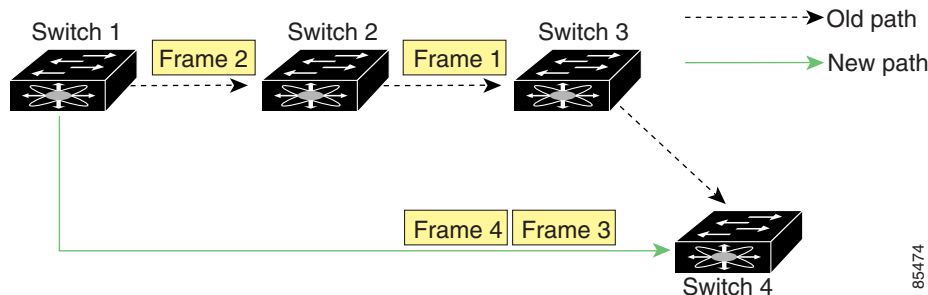 Switch 1
Switch 2
Switch 3
Old path
New path
Frame 2
Frame 1
Frame 4
Frame 3
Switch 4
85474